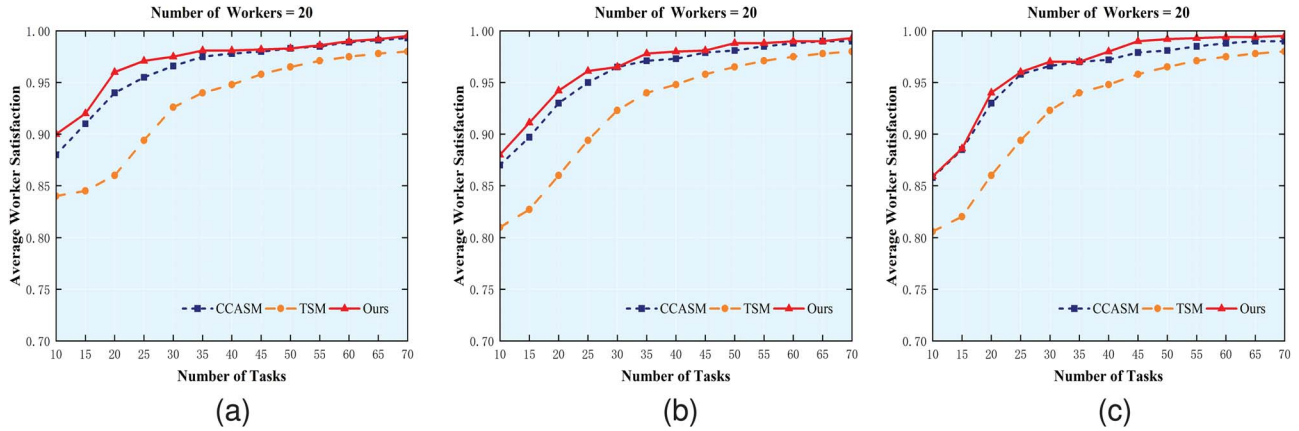 Number of Workers = 20
Average Worker Satisfaction
1.00
0.95
0.90
0.85
0.80
0.75
0.70
CCASM TSM Ours
10 15 20 25 30 35 40 45 50 55 60 65 70
Number of Tasks
(a)
Number of Workers = 20
Average Worker Satisfaction
1.00
0.95
0.90
0.85
0.80
0.75
0.70
CCASM TSM Ours
10 15 20 25 30 35 40 45 50 55 60 65 70
Number of Tasks
(b)
Number of Workers = 20
Average Worker Satisfaction
1.00
0.95
0.90
0.85
0.80
0.75
0.70
CCASM TSM Ours
10 15 20 25 30 35 40 45 50 55 60 65 70
Number of Tasks
(c)